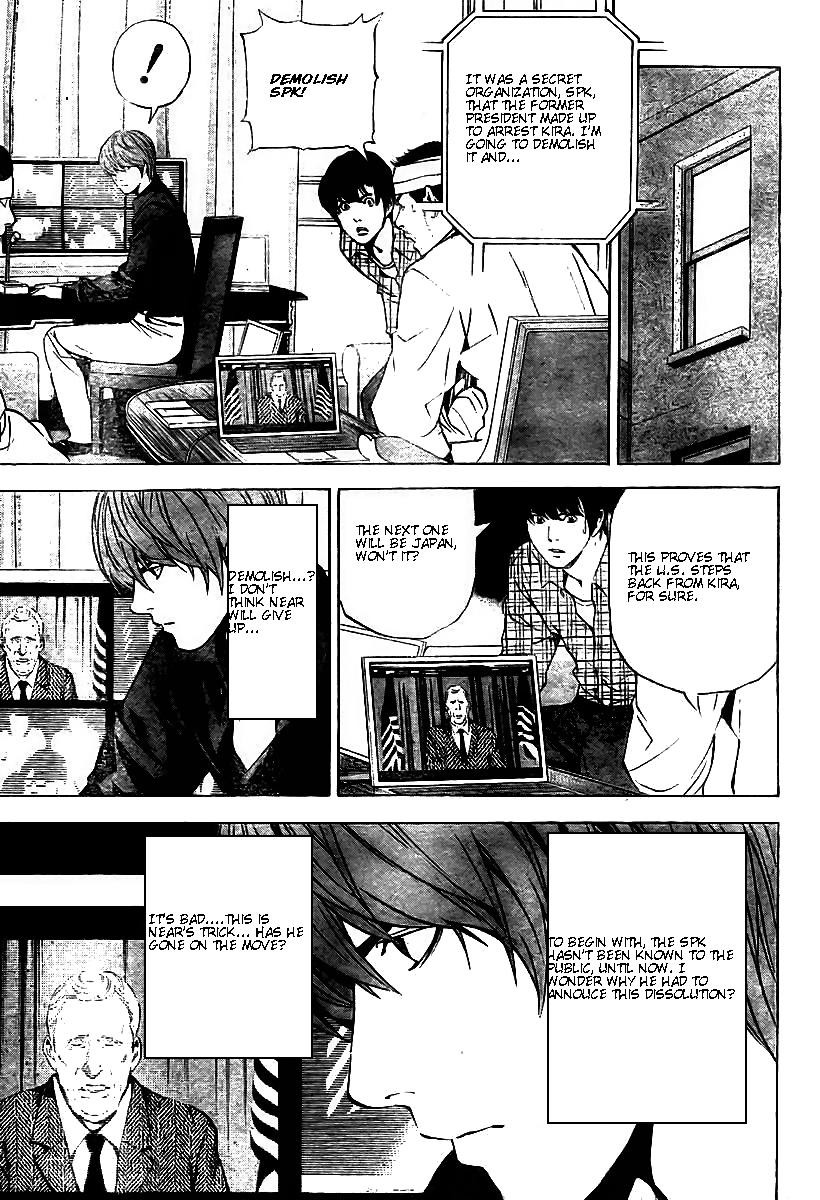 IT WAS A SECRET
ORGANIZATION, SPK,
THAT THE FORMER
PRESIDENT MADE UP
TO ARREST KIRA. I'M
GOING TO DEMOLISH
IT AND...
DEMOLISH
SPK!
!
THIS PROVES THAT
THE U.S. STEPS
BACK FROM KIRA,
FOR SURE.
THE NEXT ONE
WILL BE JAPAN,
WON'T IT?
DEMOLISH...?
I DON'T
THINK NEAR
WILL GIVE
UP...
TO BEGIN WITH, THE SPK
HASN'T BEEN KNOWN TO THE
PUBLIC, UNTIL NOW. I
WONDER WHY HE HAD TO
ANNOUCE THIS DISSOLUTION?
IT'S BAD....THIS IS
NEAR'S TRICK... HAS HE
GONE ON THE MOVE?